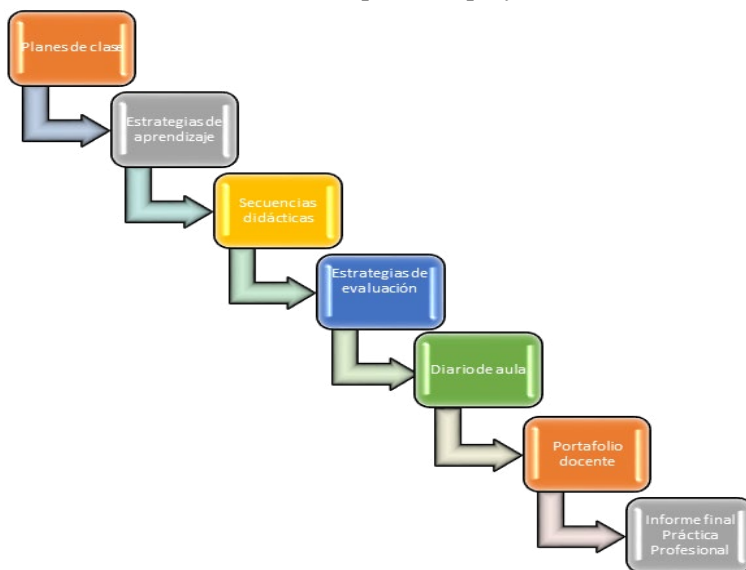 Planes de clase
Estrategias de
aprendizaje
Secuencias
didácticas
Estrategias de
evaluación
Diario de aula
Portafolio
docente
Informe final
Práctica
Profesional